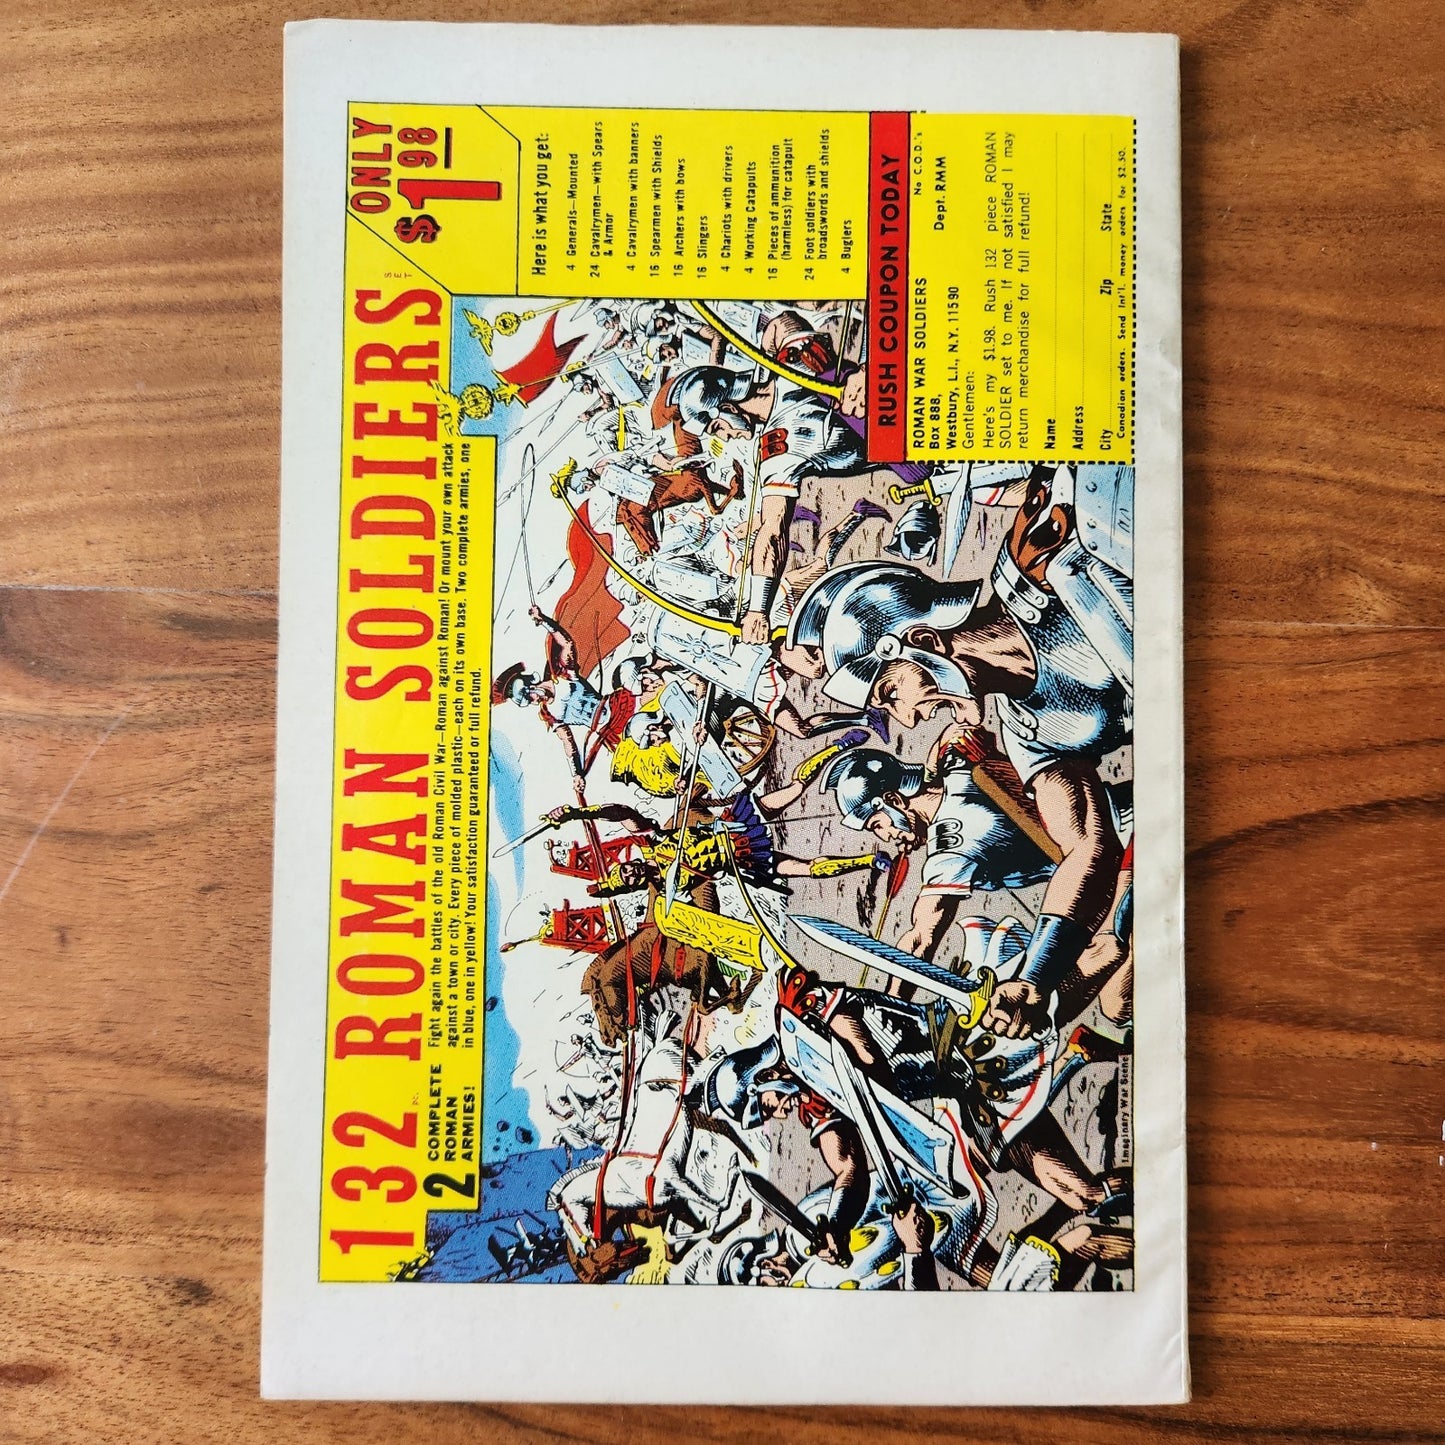 132 PC. ROMAN SOLDIERS SET
ONLY
$1.98
2 COMPLETE
ROMAN
ARMIES!
Fight again the battles of the old Roman Civil War—Roman against Roman! Or mount your own attack
against a town or city. Every piece of molded plastic—each on its own base. Two complete armies, one
in blue, one in yellow! Your satisfaction guaranteed or full refund.
Here is what you get:
4 Generals—Mounted
24 Cavalrymen—with Spears
& Armor
4 Cavalrymen with banners
16 Spearmen with Shields
16 Archers with bows
16 Slingers
4 Chariots with drivers
4 Working Catapults
16 Pieces of ammunition
(harmless) for catapult
24 Foot soldiers with
broadswords and shields
4 Buglers
RUSH COUPON TODAY
ROMAN WAR SOLDIERS No C.O.D.'s
Box 888, Dept. RMM
Westbury, L.I., N.Y. 11590
Gentlemen:
Here's my $1.98. Rush 132 piece ROMAN
SOLDIER set to me. If not satisfied I may
return merchandise for full refund!
Name
Address
City Zip State
Canadian orders. Send Int'l. money orders for $2.50.
Imaginary War Scene